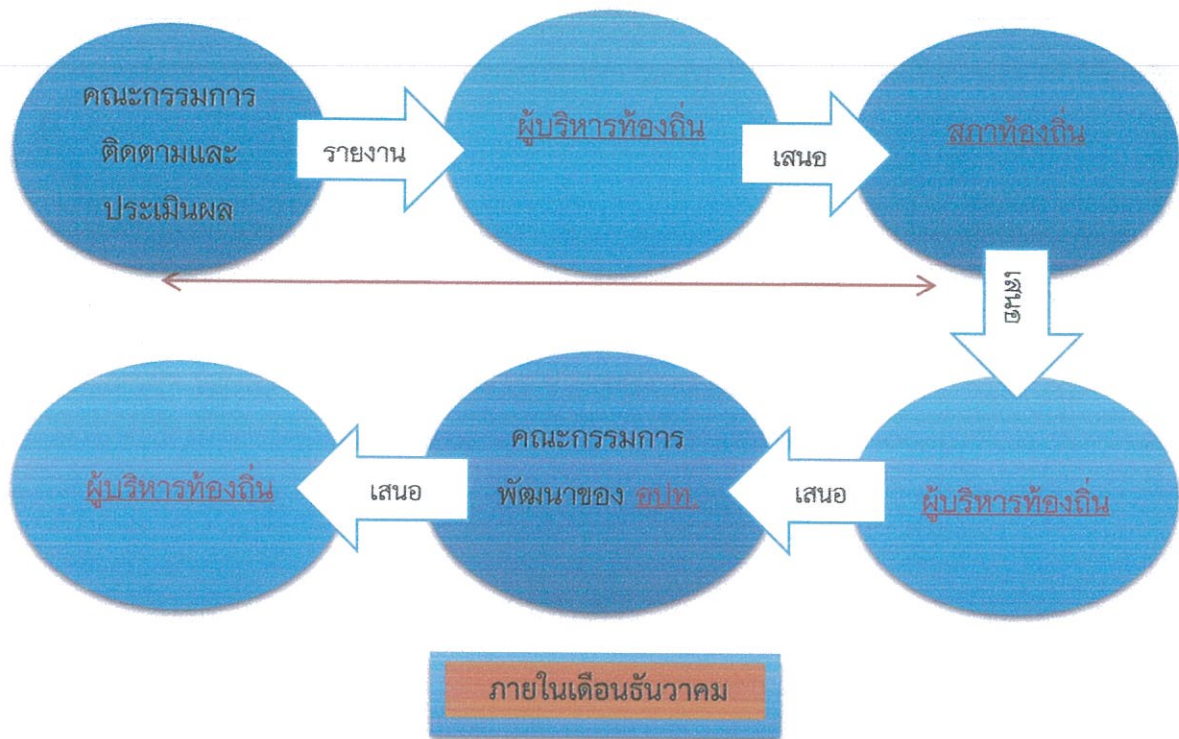 คณะกรรมการ
ติดตามและ
ประเมินผล
รายงาน
ผู้บริหารท้องถิ่น
เสนอ
สภาท้องถิ่น
เสนอ
ผู้บริหารท้องถิ่น
เสนอ
คณะกรรมการ
พัฒนาของ อปท.
เสนอ
ผู้บริหารท้องถิ่น
ภายในเดือนธันวาคม